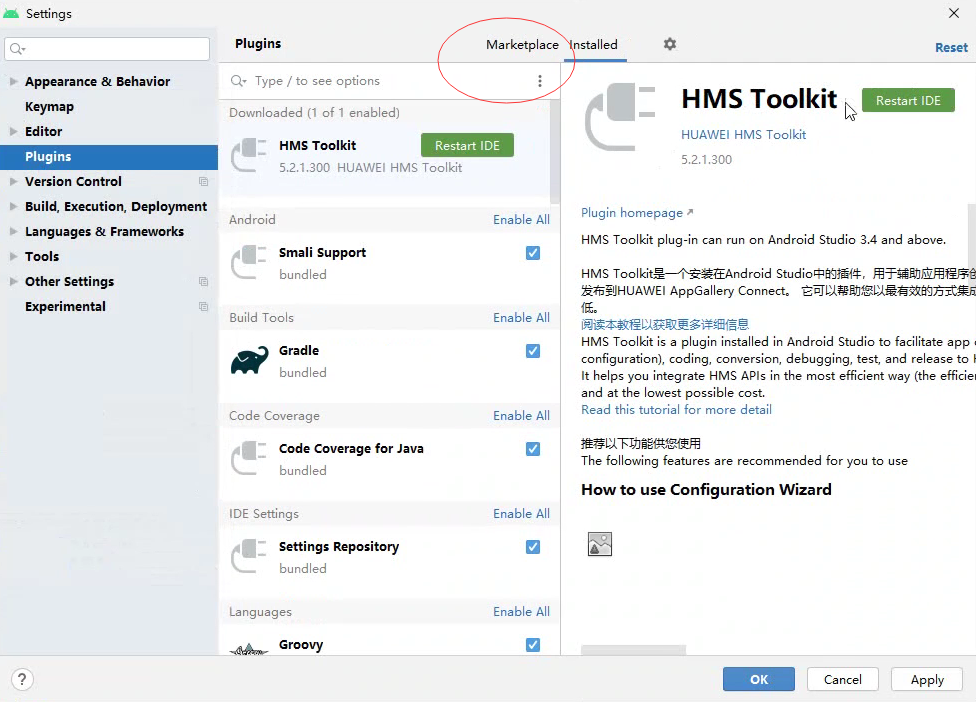 Settings
Plugins
Marketplace
Installed
Reset
Appearance & Behavior
Keymap
Editor
Plugins
Version Control
Build, Execution, Deployment
Languages & Frameworks
Tools
Other Settings
Experimental
Type / to see options
Downloaded (1 of 1 enabled)
HMS Toolkit
Restart IDE
5.2.1.300 HUAWEI HMS Toolkit
Android
Enable All
Smali Support
bundled
Build Tools
Enable All
Gradle
bundled
Code Coverage
Enable All
Code Coverage for Java
bundled
IDE Settings
Enable All
Settings Repository
bundled
Languages
Enable All
Groovy
HMS Toolkit
Restart IDE
HUAWEI HMS Toolkit
5.2.1.300
Plugin homepage
HMS Toolkit plug-in can run on Android Studio 3.4 and above.
HMS Toolkit是一个安装在Android Studio中的插件，用于辅助应用程序创
发布到HUAWEI AppGallery Connect。 它可以帮助您以最有效的方式集成
低。
阅读本教程以获取更多详细信息
HMS Toolkit is a plugin installed in Android Studio to facilitate app
configuration), coding, conversion, debugging, test, and release to
It helps you integrate HMS APIs in the most efficient way (the
and at the lowest possible cost.
Read this tutorial for more detail
推荐以下功能供您使用
The following features are recommended for you to use
How to use Configuration Wizard
?
OK
Cancel
Apply